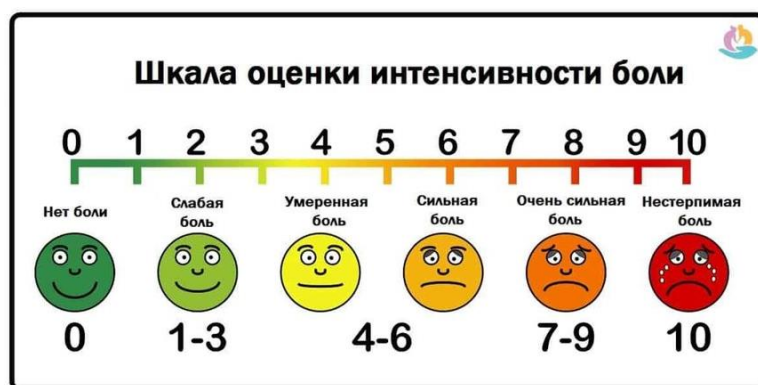 Шкала оценки интенсивности боли
0 1 2 3 4 5 6 7 8 9 10
Нет боли
Слабая
боль
Умеренная
боль
Сильная
боль
Очень сильная
боль
Нестерпимая
боль
0 1-3 4-6 7-9 10